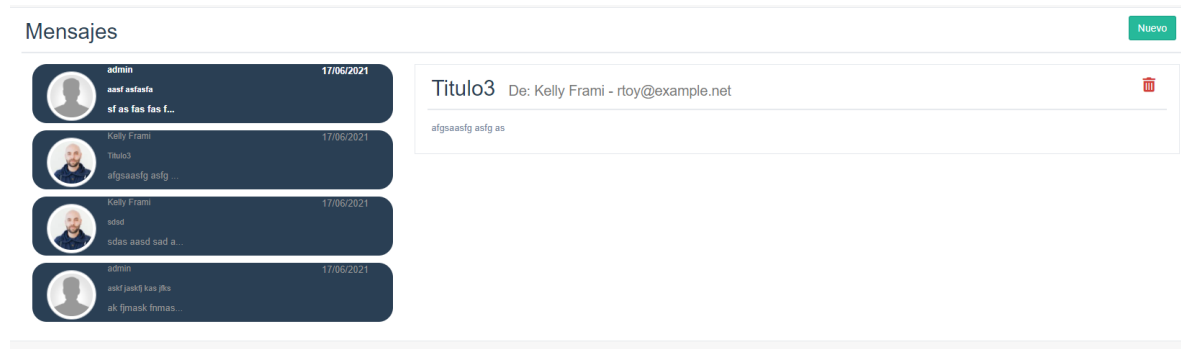 Mensajes
Nuevo
admin 17/06/2021
aasf asfasfa
sf as fas fas f...
Kelly Frami 17/06/2021
Titulo3
afgsaasfg asfg ...
Kelly Frami 17/06/2021
sdsd
sdas aasd sad a...
admin 17/06/2021
askf jaskfj kas jfks
ak fjmask fnmas...
Titulo3 De: Kelly Frami - rtoy@example.net
afgsaasfg asfg as